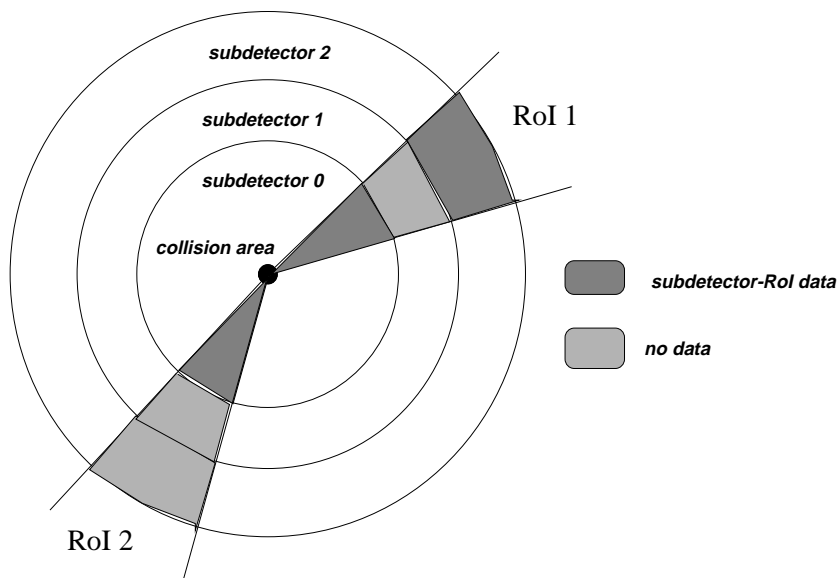 subdetector 2
subdetector 1
RoI 1
subdetector 0
collision area
subdetector-RoI data
no data
RoI 2